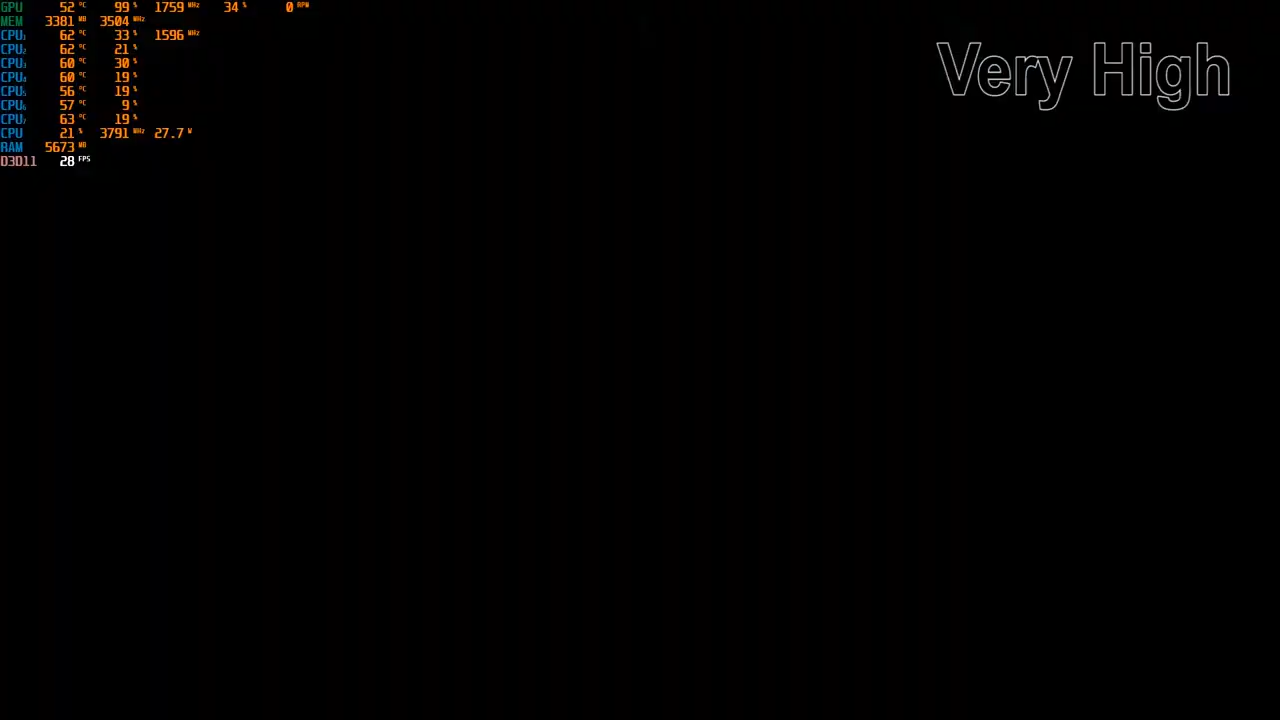 GPU 52 °C 99 % 1759 MHz 34 % 0 RPM
MEM 3381 MB 3504 MHz
CPU1 62 °C 33 % 1596 MHz
CPU2 62 °C 21 %
CPU3 60 °C 30 %
CPU4 60 °C 19 %
CPU5 56 °C 19 %
CPU6 57 °C 9 %
CPU7 63 °C 19 %
CPU 21 % 3791 MHz 27.7 W
RAM 5673 MB
D3D11 28 FPS
Very High